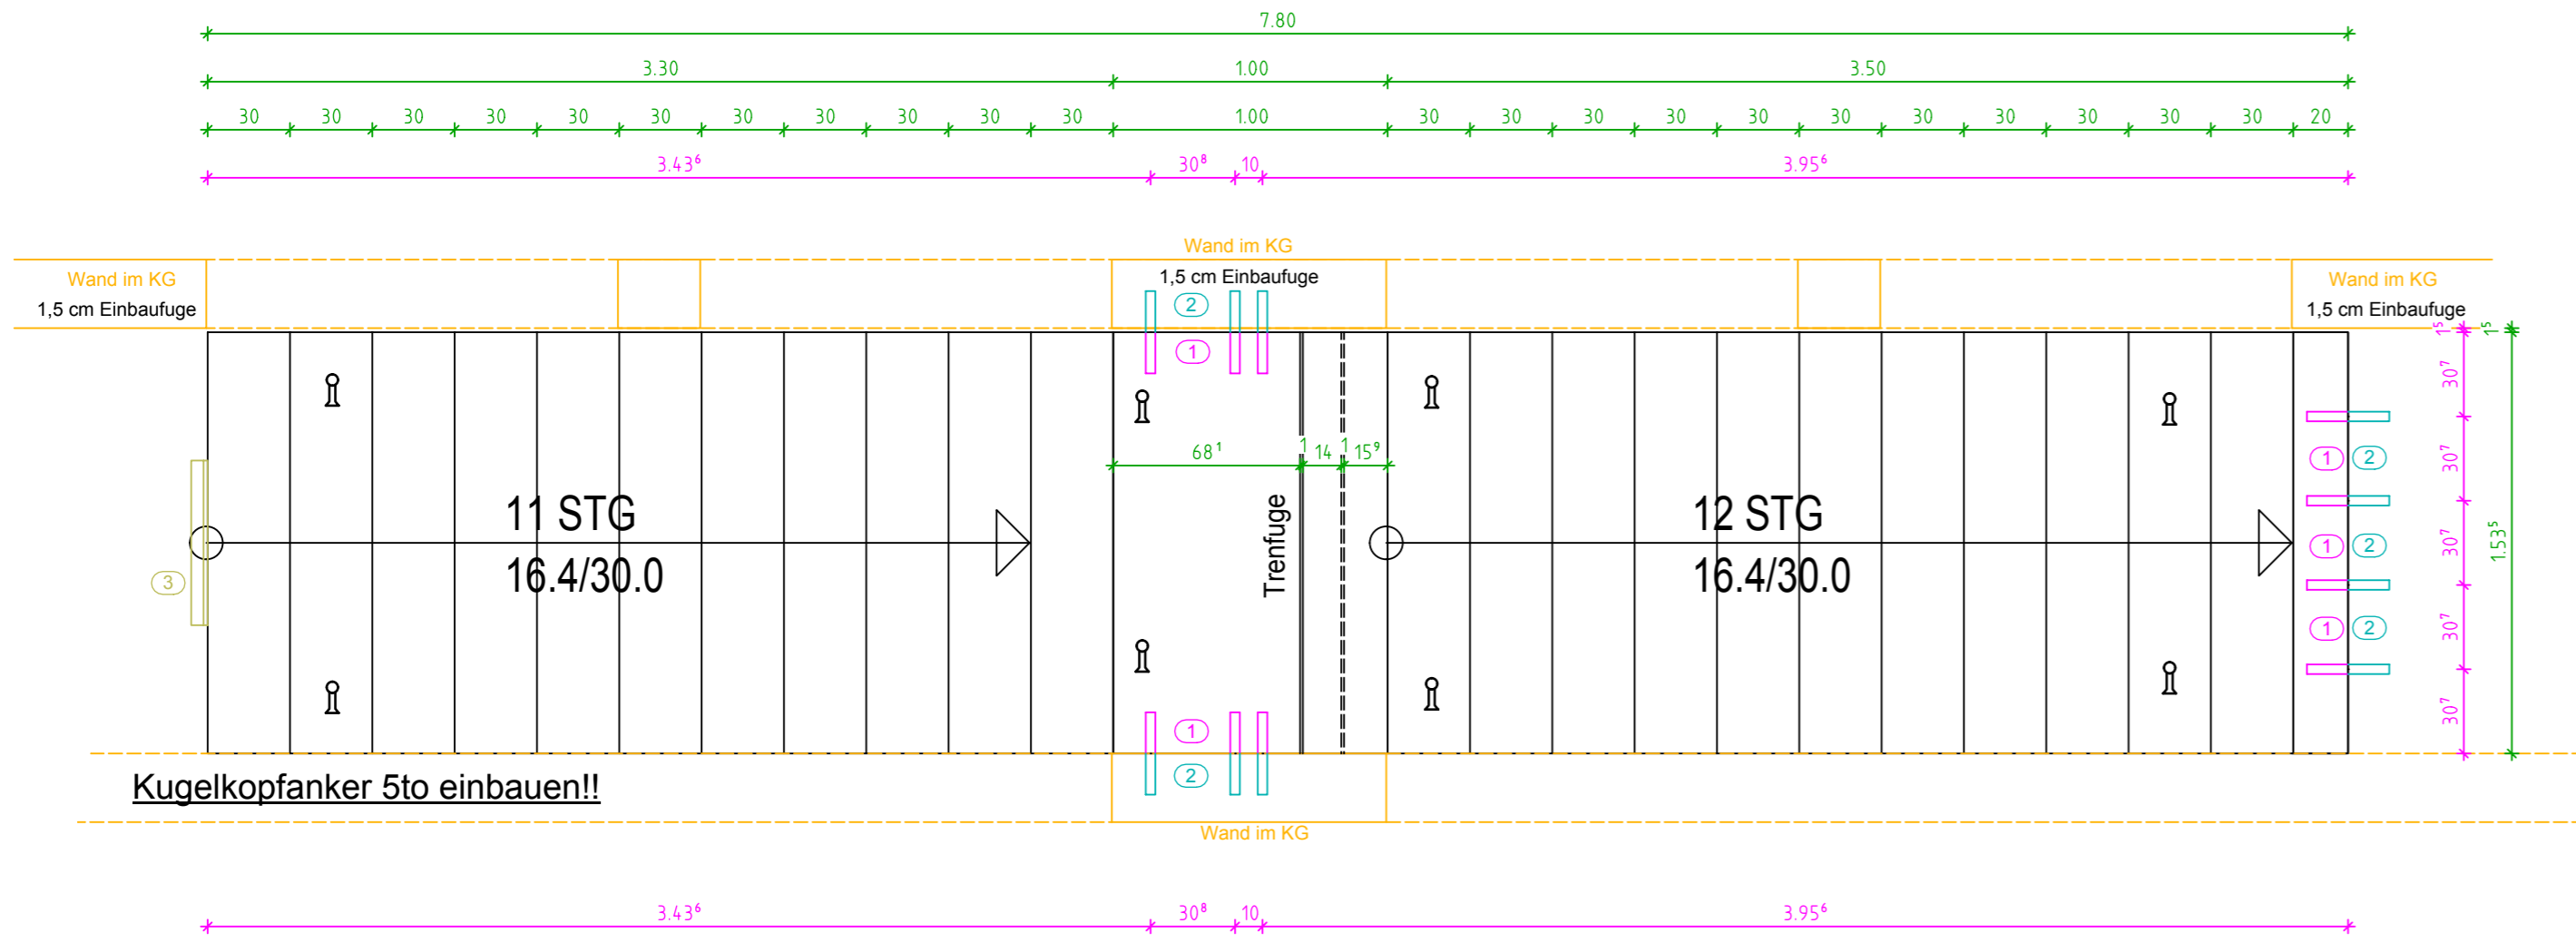 7.80
3.30 1.00 3.50
30 30 30 30 30 30 30 30 30 30 30 1.00 30 30 30 30 30 30 30 30 30 30 30 20
3.43⁶ 30⁸ 10 3.95⁶
Wand im KG
Wand im KG
1,5 cm Einbaufuge
Wand im KG
1,5 cm Einbaufuge
Wand im KG
1,5 cm Einbaufuge
2
1
1⁵ 1⁵
30⁷
68¹ 1 14 1 15⁹
1 2
30⁷
11 STG
16.4/30.0
Trenfuge
12 STG
16.4/30.0
1 2
30⁷
1.53⁵
3
1 2
30⁷
30⁷
1
2
Kugelkopfanker 5to einbauen!!
Wand im KG
3.43⁶ 30⁸ 10 3.95⁶